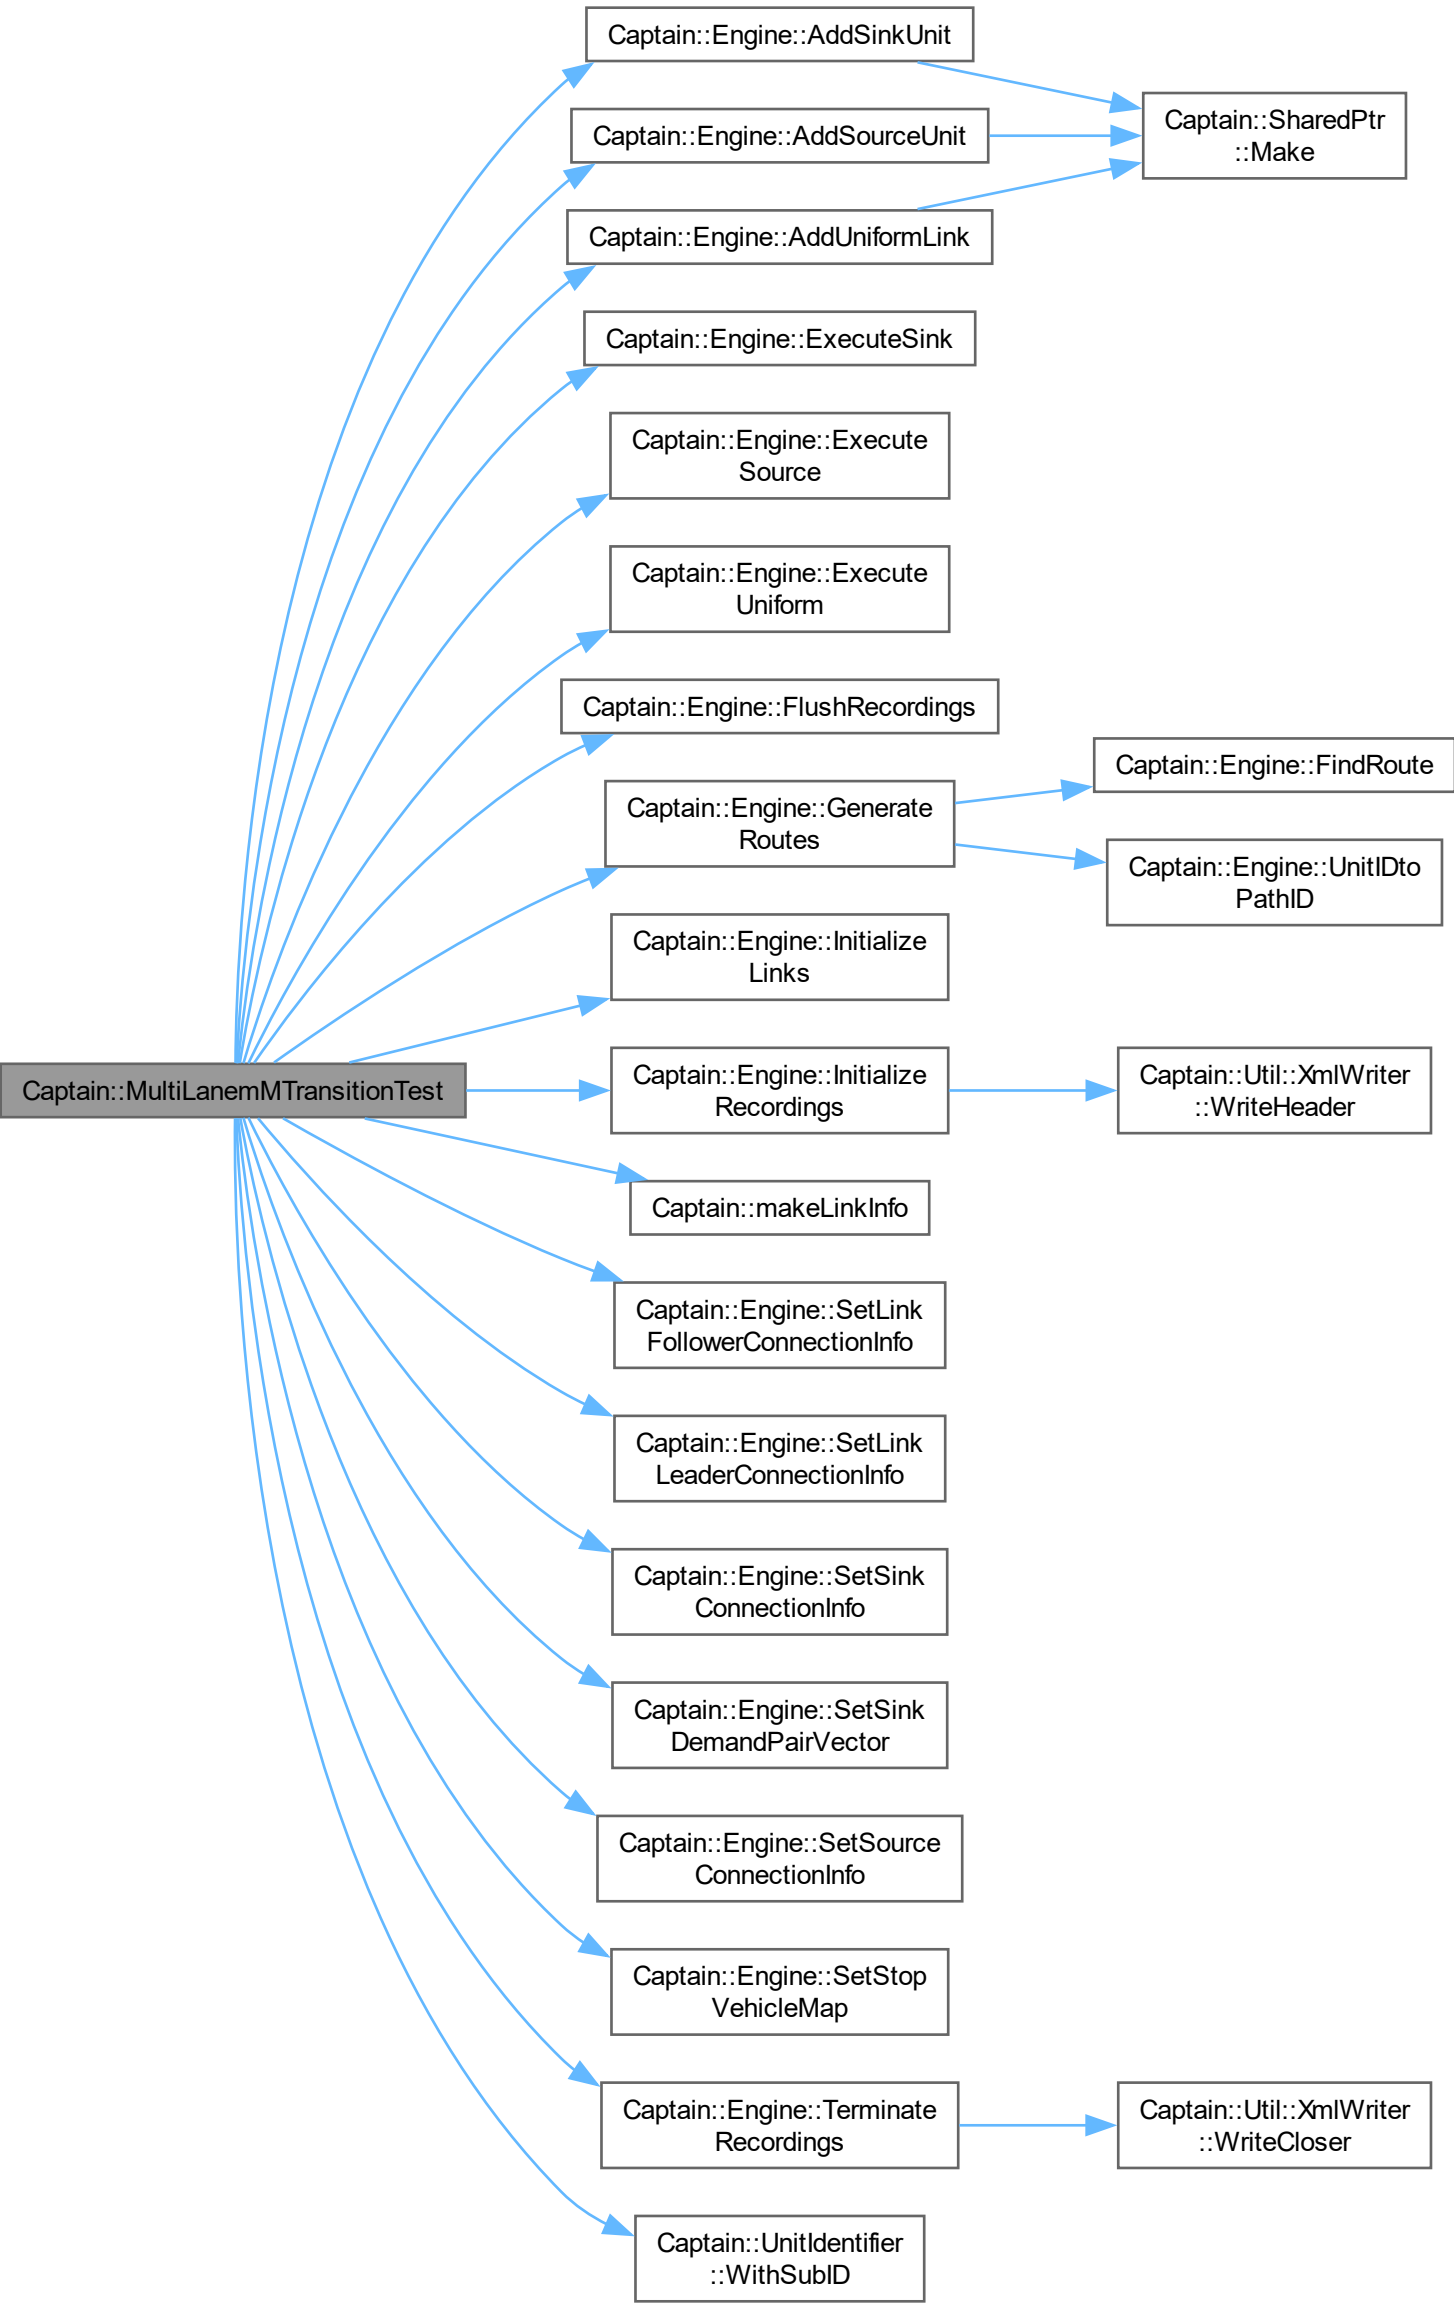 Captain::Engine::AddSinkUnit
Captain::Engine::AddSourceUnit
Captain::SharedPtr
::Make
Captain::Engine::AddUniformLink
Captain::Engine::ExecuteSink
Captain::Engine::Execute
Source
Captain::Engine::Execute
Uniform
Captain::Engine::FlushRecordings
Captain::Engine::FindRoute
Captain::Engine::Generate
Routes
Captain::Engine::UnitIDto
PathID
Captain::Engine::Initialize
Links
Captain::MultiLanemMTransitionTest
Captain::Engine::Initialize
Recordings
Captain::Util::XmlWriter
::WriteHeader
Captain::makeLinkInfo
Captain::Engine::SetLink
FollowerConnectionInfo
Captain::Engine::SetLink
LeaderConnectionInfo
Captain::Engine::SetSink
ConnectionInfo
Captain::Engine::SetSink
DemandPairVector
Captain::Engine::SetSource
ConnectionInfo
Captain::Engine::SetStop
VehicleMap
Captain::Engine::Terminate
Recordings
Captain::Util::XmlWriter
::WriteCloser
Captain::UnitIdentifier
::WithSubID